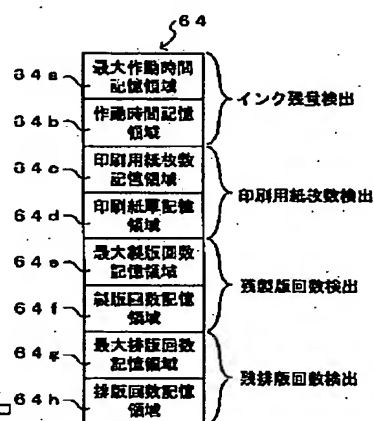 64
64a
最大作動時間
記憶領域
64b
作動時間記憶
領域
インク残量検出
64c
印刷用紙枚数
記憶領域
64d
印刷紙厚記憶
領域
印刷用紙枚数検出
64e
最大製版回数
記憶領域
64f
製版回数記憶
領域
残製版回数検出
64g
最大排版回数
記憶領域
64h
排版回数記憶
領域
残排版回数検出